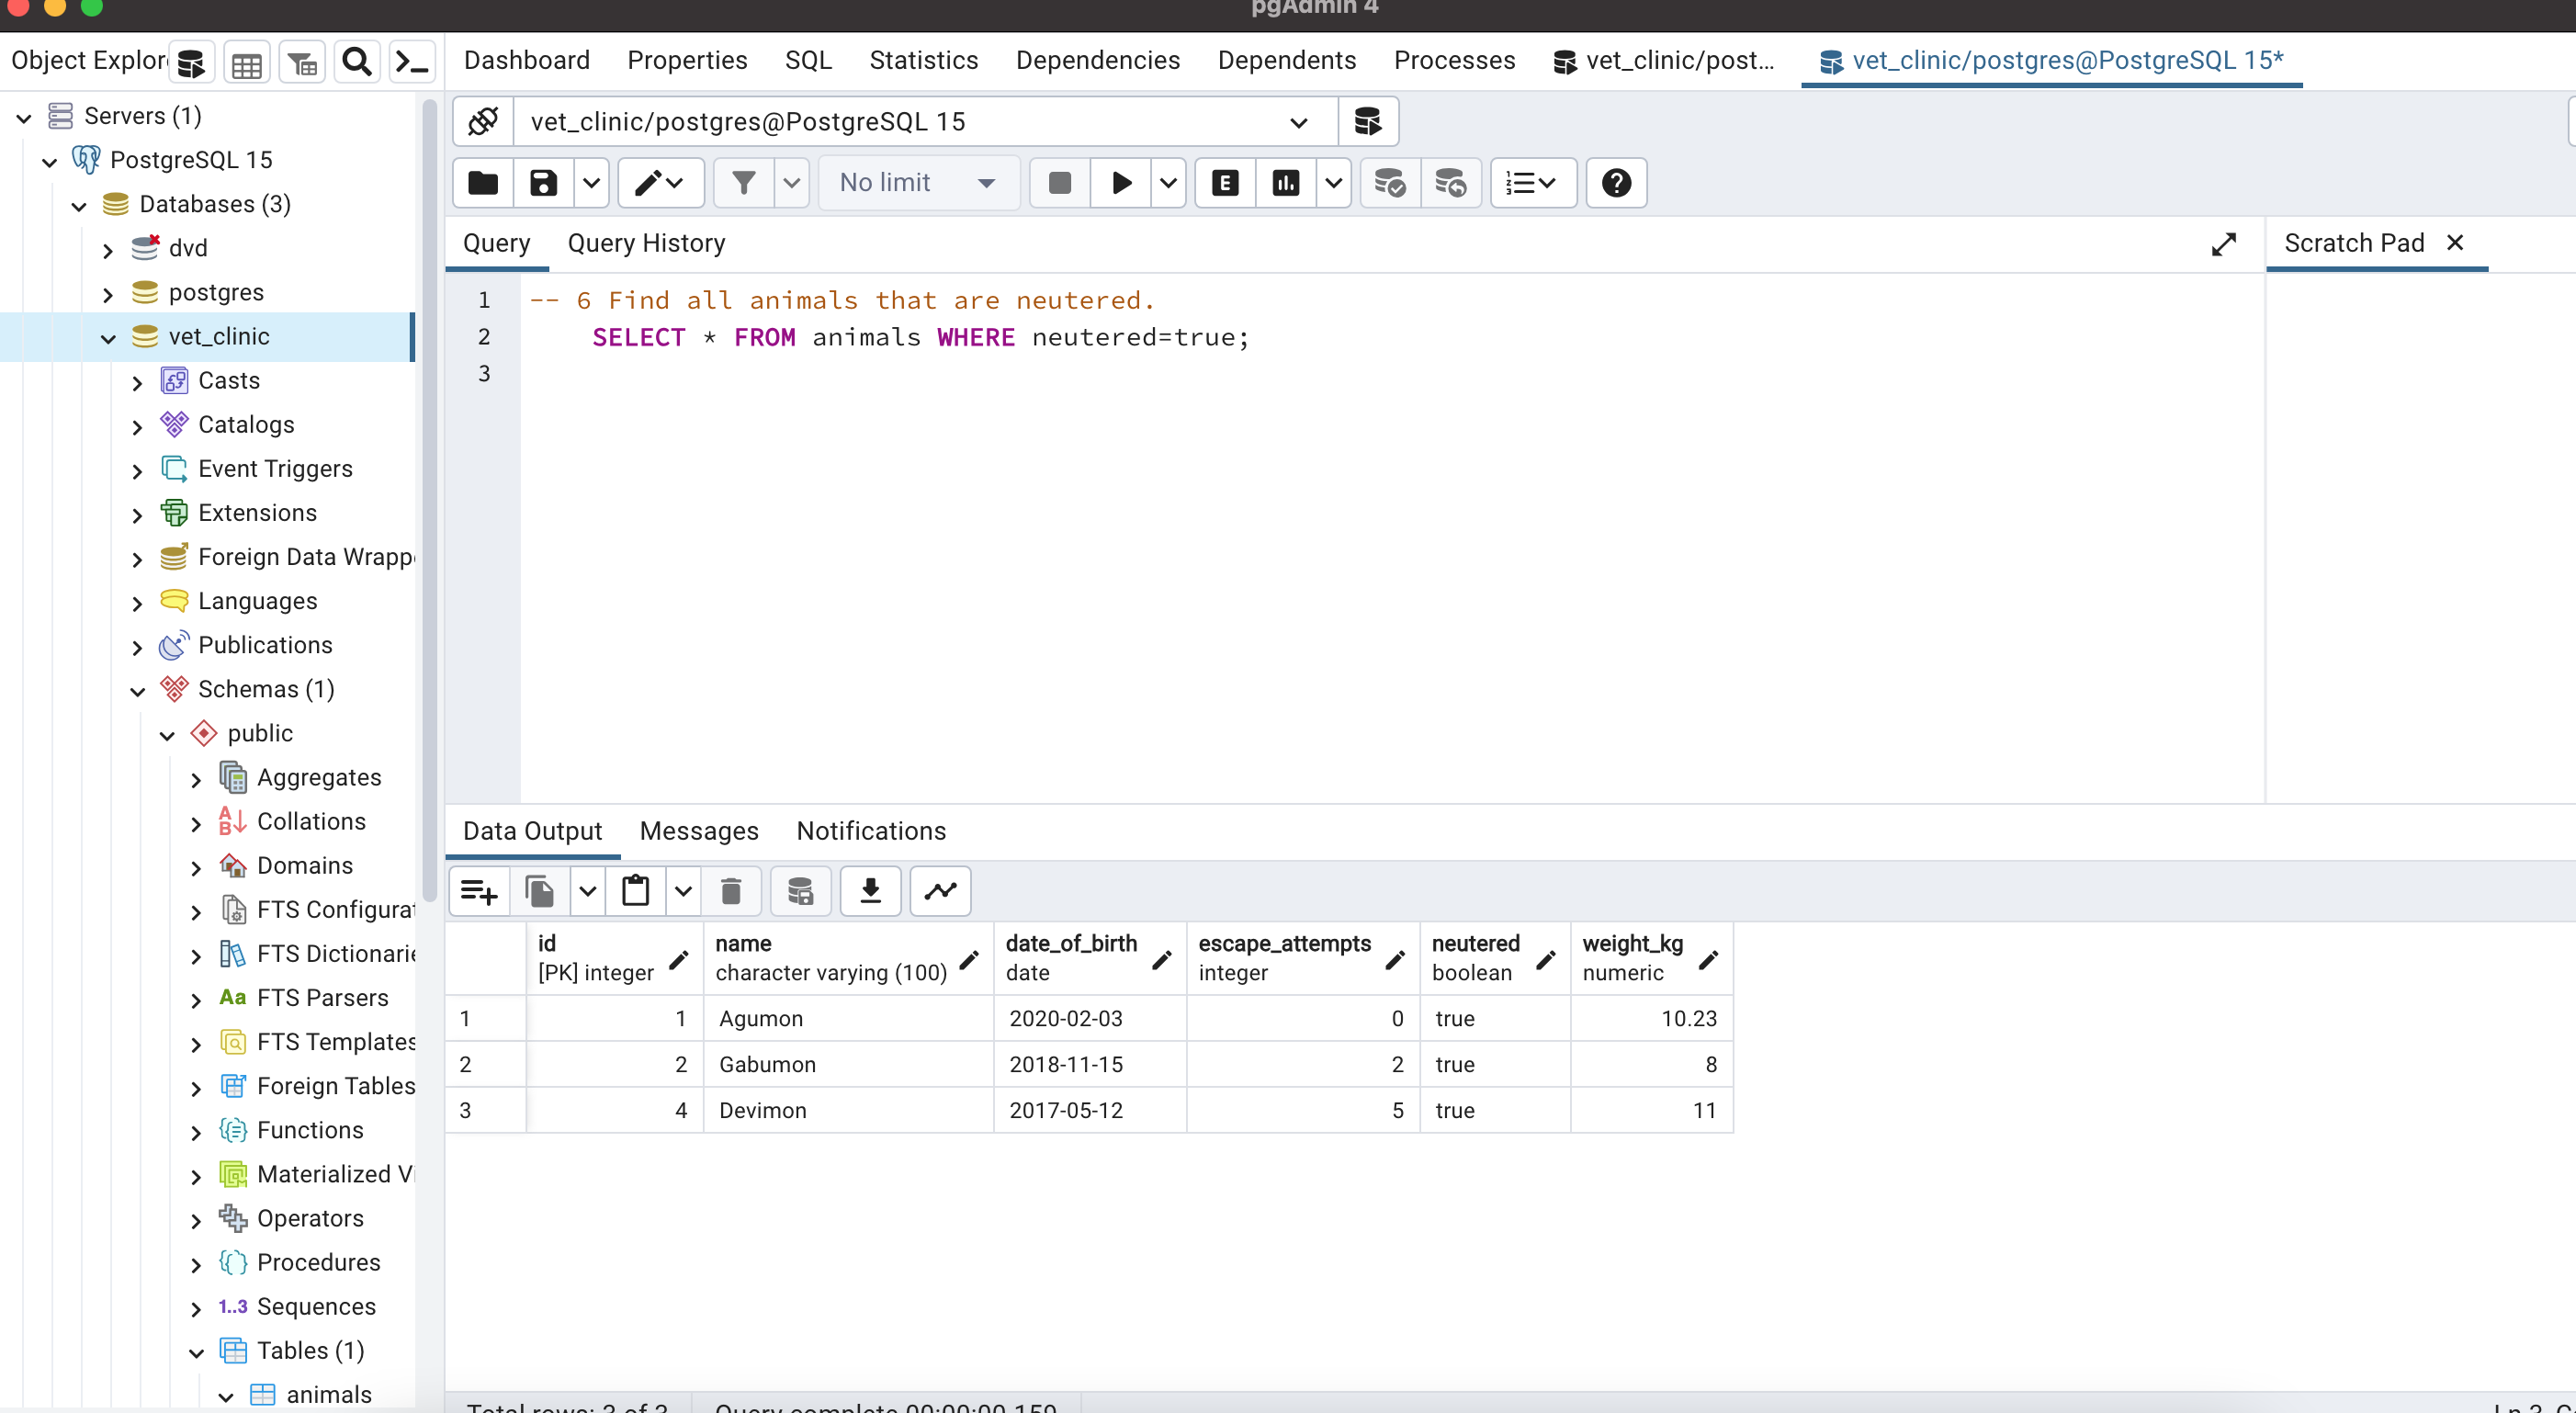 pgAdmin 4
Object Explor
Dashboard Properties SQL Statistics Dependencies Dependents Processes vet_clinic/post... vet_clinic/postgres@PostgreSQL 15*
Servers (1)
PostgreSQL 15
Databases (3)
dvd
postgres
vet_clinic
Casts
Catalogs
Event Triggers
Extensions
Foreign Data Wrapp
Languages
Publications
Schemas (1)
public
Aggregates
Collations
Domains
FTS Configurat
FTS Dictionarie
Aa FTS Parsers
FTS Templates
Foreign Tables
Functions
Materialized Vi
Operators
Procedures
1..3 Sequences
Tables (1)
animals
vet_clinic/postgres@PostgreSQL 15
No limit
E
Query Query History
Scratch Pad
1 -- 6 Find all animals that are neutered.
2 SELECT * FROM animals WHERE neutered=true;
3
Data Output Messages Notifications
id name date_of_birth escape_attempts neutered weight_kg
[PK] integer character varying (100) date integer boolean numeric
1 1 Agumon 2020-02-03 0 true 10.23
2 2 Gabumon 2018-11-15 2 true 8
3 4 Devimon 2017-05-12 5 true 11
Total rows: 3 of 3 Query complete 00:00:00.159
Ln 3,